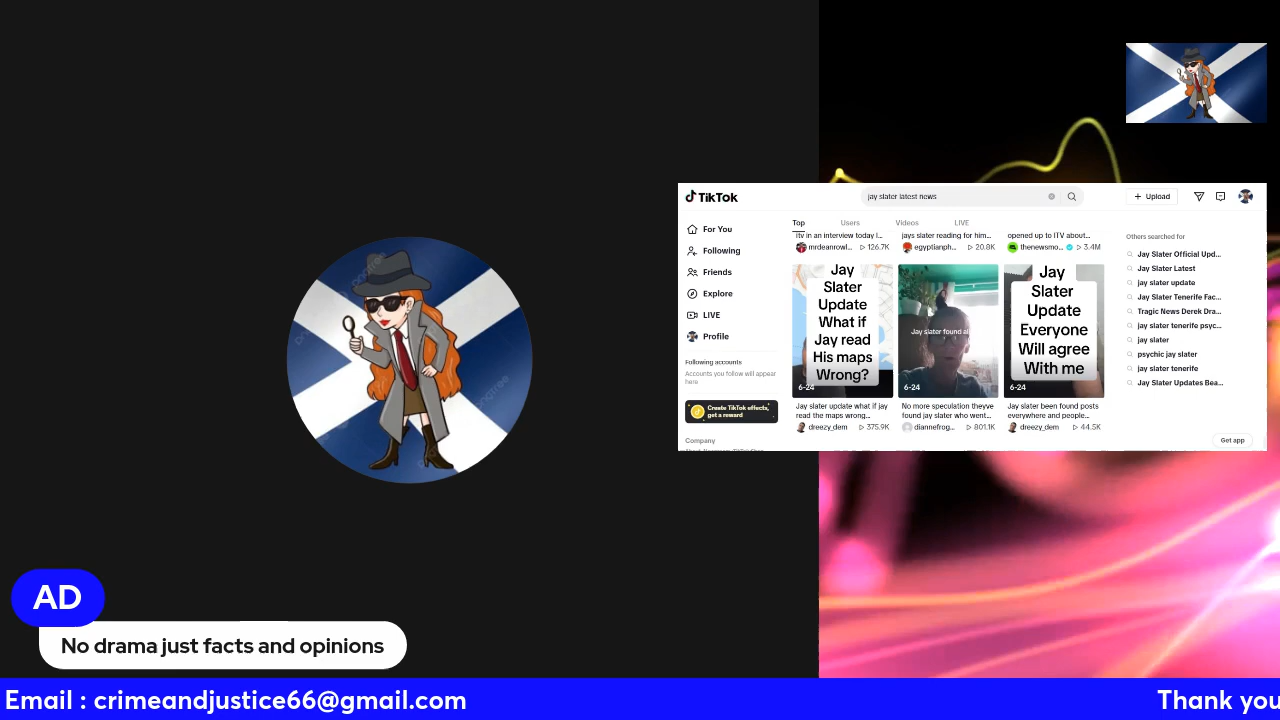 TikTok
jay slater latest news
Upload
For You
Following
Friends
Explore
LIVE
Profile
Following accounts
Accounts you follow will appear
here
Create TikTok effects,
get a reward
Company
Top
Users
Videos
LIVE
itv in an interview today I...
mrdeanrowl...
126.7K
jays slater reading for him...
egyptianph...
20.8K
opened up to ITV about...
thenewsmo...
3.4M
Jay
Slater
Update
What if
Jay read
His maps
Wrong?
6-24
Jay slater update what if jay
read the maps wrong...
dreezy_dem
375.9K
Jay slater found al
6-24
No more speculation theyve
found jay slater who went...
diannefrog...
801.1K
Jay
Slater
Update
Everyone
Will agree
With me
6-24
Jay slater been found posts
everywhere and people...
dreezy_dem
44.5K
Others searched for
Jay Slater Official Upd...
Jay Slater Latest
jay slater update
Jay Slater Tenerife Fac...
Tragic News Derek Dra...
jay slater tenerife psyc...
jay slater
psychic jay slater
jay slater tenerife
Jay Slater Updates Bea...
Get app
AD
No drama just facts and opinions
Email : crimeandjustice66@gmail.com
Thank you